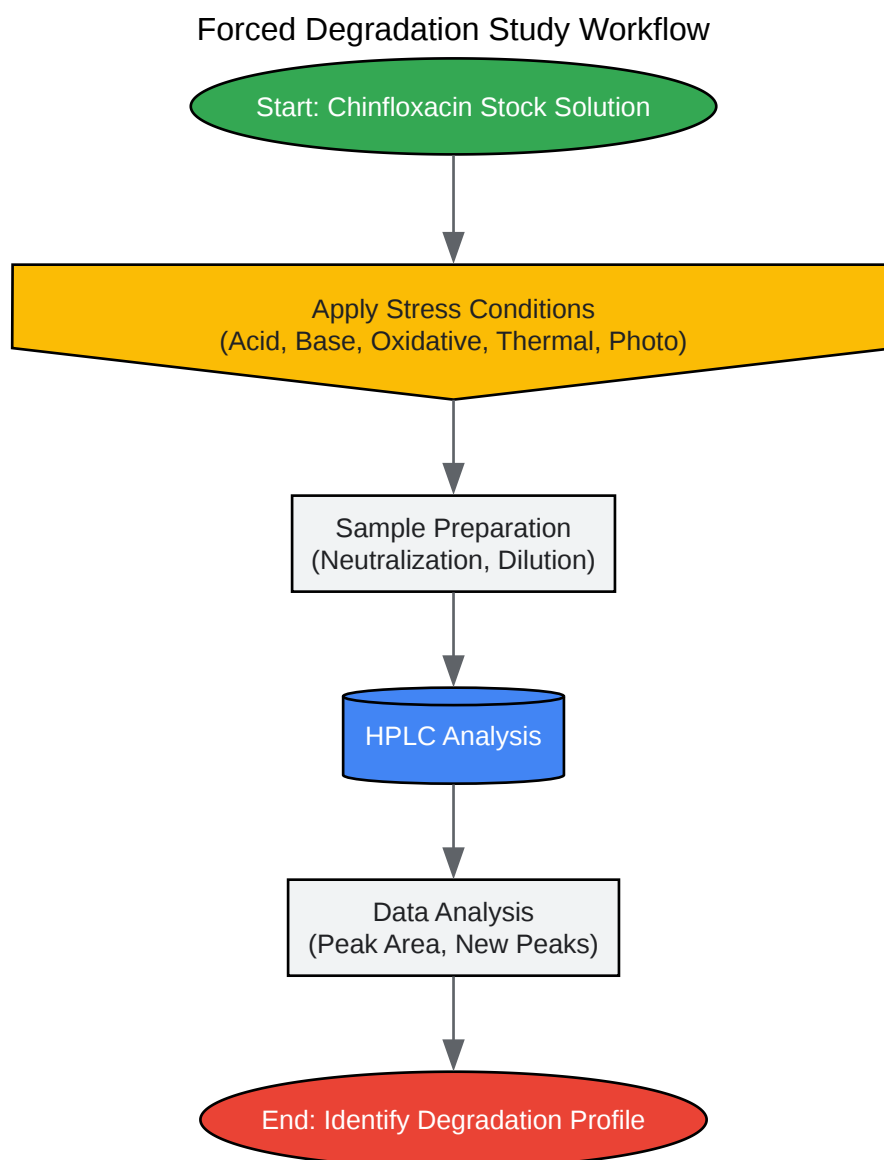 Forced Degradation Study Workflow
Start: Chinfloxacin Stock Solution
Apply Stress Conditions
(Acid, Base, Oxidative, Thermal, Photo)
Sample Preparation
(Neutralization, Dilution)
HPLC Analysis
Data Analysis
(Peak Area, New Peaks)
End: Identify Degradation Profile